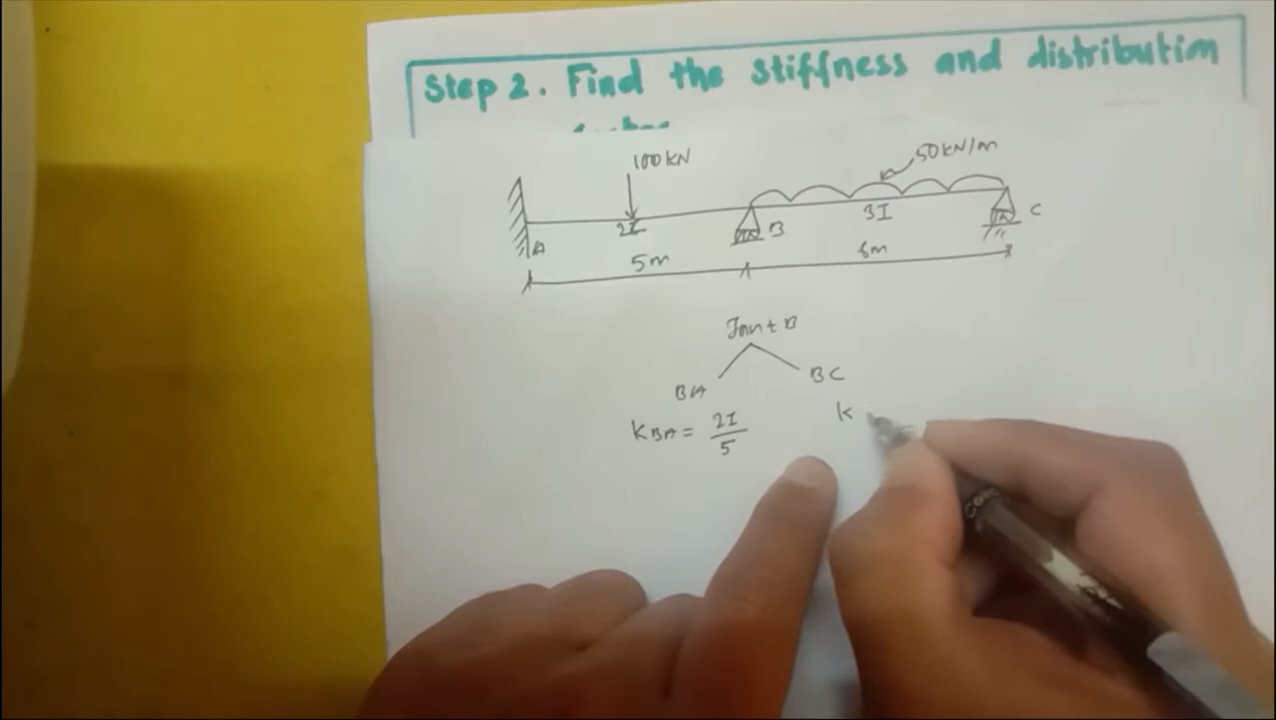 Step 2. Find the stiffness and distribution
100 kN
50 kN/m
2I
B
3I
C
A
5m
6m
Joint B
BA
BC
KBA = 2I/5
K